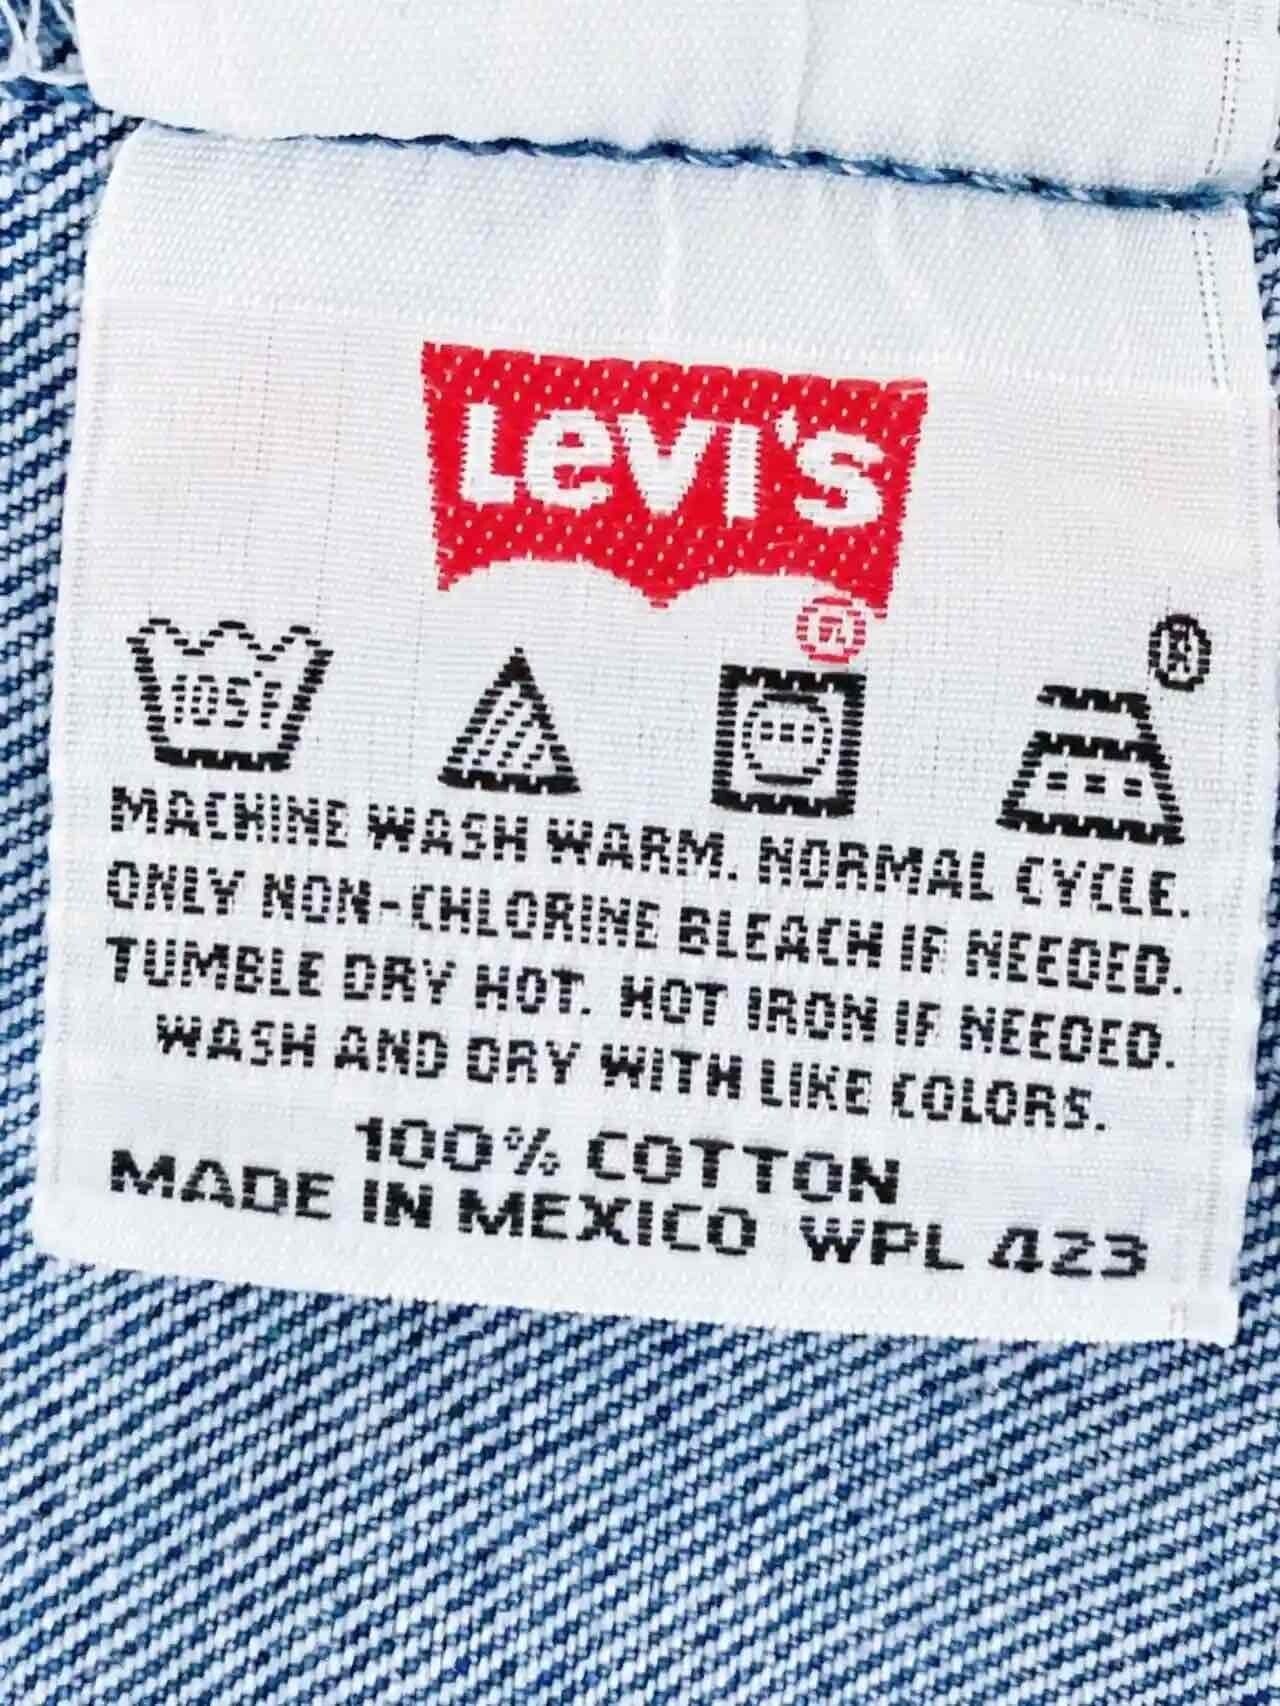 Levi's
®
®
105°F
MACHINE WASH WARM. NORMAL CYCLE.
ONLY NON-CHLORINE BLEACH IF NEEDED.
TUMBLE DRY HOT. HOT IRON IF NEEDED.
WASH AND DRY WITH LIKE COLORS.
100% COTTON
MADE IN MEXICO WPL 423